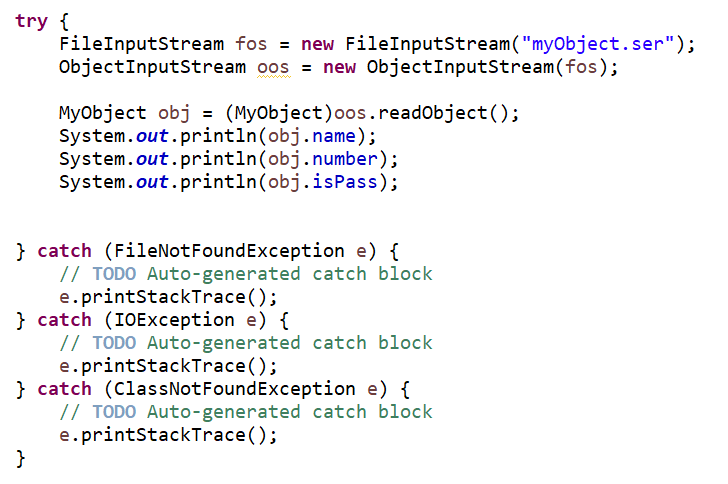 try {
    FileInputStream fos = new FileInputStream("myObject.ser");
    ObjectInputStream oos = new ObjectInputStream(fos);
    MyObject obj = (MyObject)oos.readObject();
    System.out.println(obj.name);
    System.out.println(obj.number);
    System.out.println(obj.isPass);
} catch (FileNotFoundException e) {
    // TODO Auto-generated catch block
    e.printStackTrace();
} catch (IOException e) {
    // TODO Auto-generated catch block
    e.printStackTrace();
} catch (ClassNotFoundException e) {
    // TODO Auto-generated catch block
    e.printStackTrace();
}